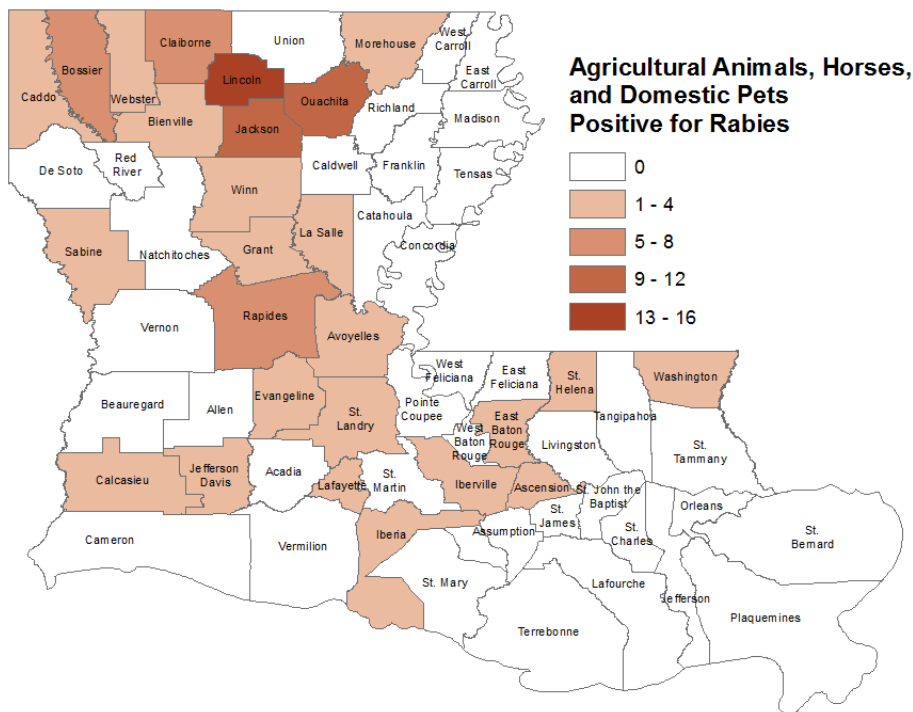 Agricultural Animals, Horses,
and Domestic Pets
Positive for Rabies
0
1 - 4
5 - 8
9 - 12
13 - 16
Caddo
Bossier
Webster
Claiborne
Union
Morehouse
West
Carroll
East
Carroll
Lincoln
Ouachita
Richland
Madison
Bienville
Jackson
De Soto
Red
River
Caldwell
Franklin
Tensas
Winn
Catahoula
Concordia
La Salle
Grant
Sabine
Natchitoches
Vernon
Rapides
Avoyelles
West
Feliciana
East
Feliciana
St.
Helena
Washington
Beauregard
Allen
Evangeline
St.
Landry
Pointe
Coupee
West
Baton
Rouge
East
Baton
Rouge
Livingston
Tangipahoa
St.
Tammany
Calcasieu
Jefferson
Davis
Acadia
Lafayette
St.
Martin
Iberville
Ascension
St. John the
Baptist
Orleans
St.
Bernard
Cameron
Vermilion
Iberia
Assumption
St.
James
St.
Charles
St. Mary
Lafourche
Jefferson
Plaquemines
Terrebonne